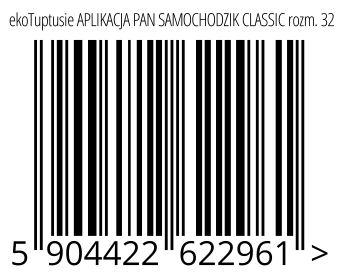 ekoTuptusie APLIKACJA PAN SAMOCHODZIK CLASSIC rozm. 32
5 904422 622961 >